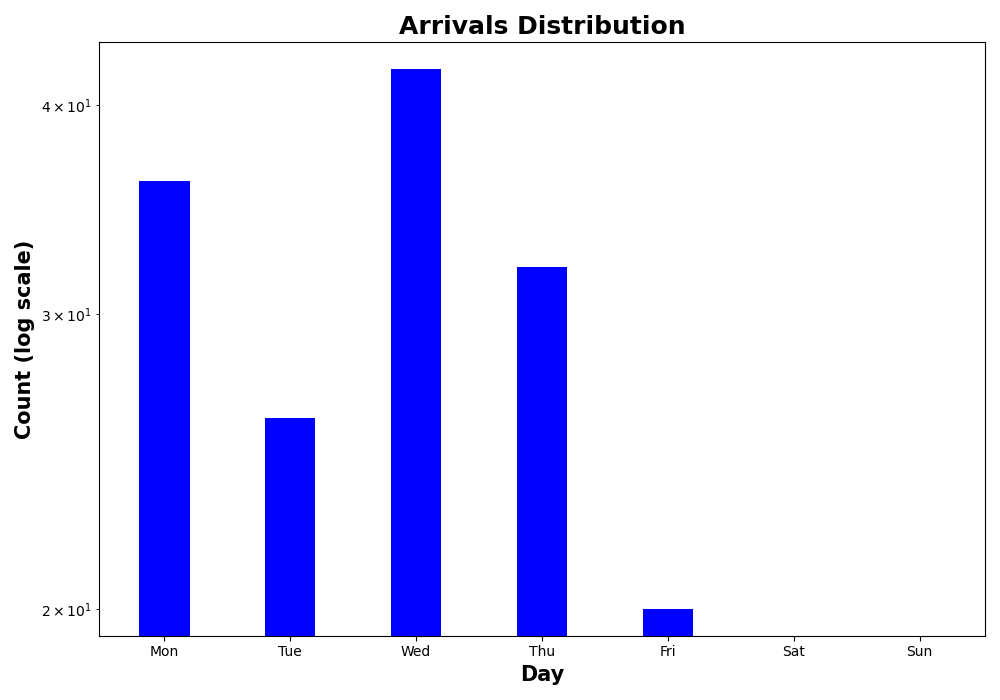 Arrivals Distribution
4 × 10¹
3 × 10¹
2 × 10¹
Count (log scale)
Mon Tue Wed Thu Fri Sat Sun
Day